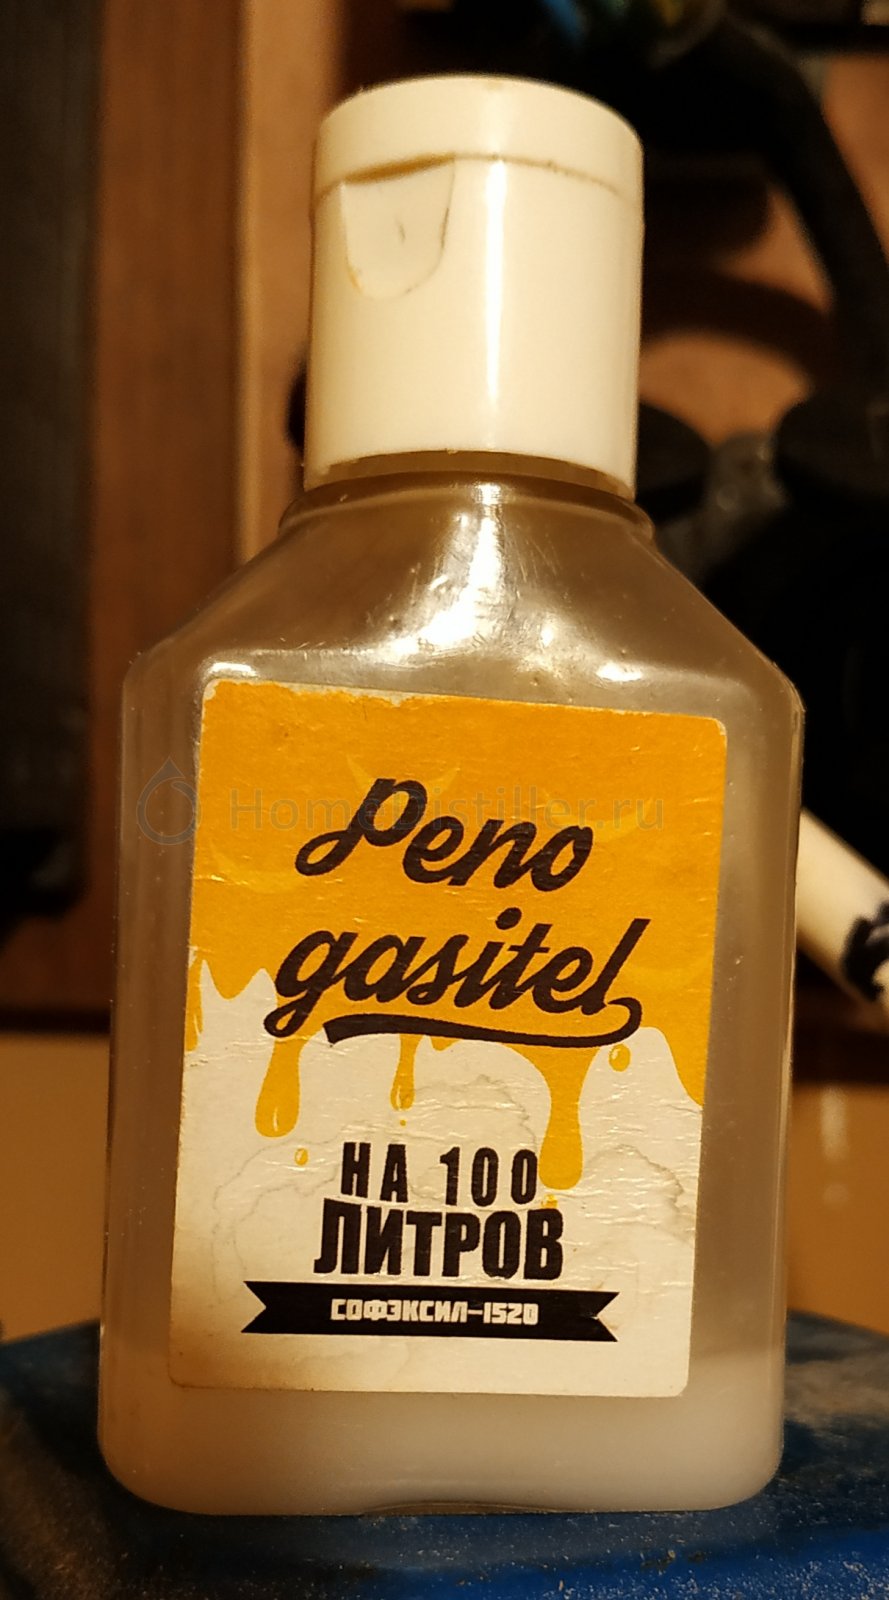 HomeDistiller.ru
Peno
gasitel
НА 100
ЛИТРОВ
СОФЭКСИЛ-1520